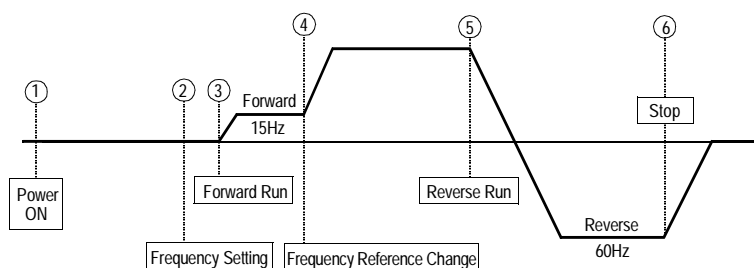 ① ② ③ ④ ⑤ ⑥
Forward
15Hz
Stop
Power
ON
Forward Run
Reverse Run
Reverse
60Hz
Frequency Setting
Frequency Reference Change